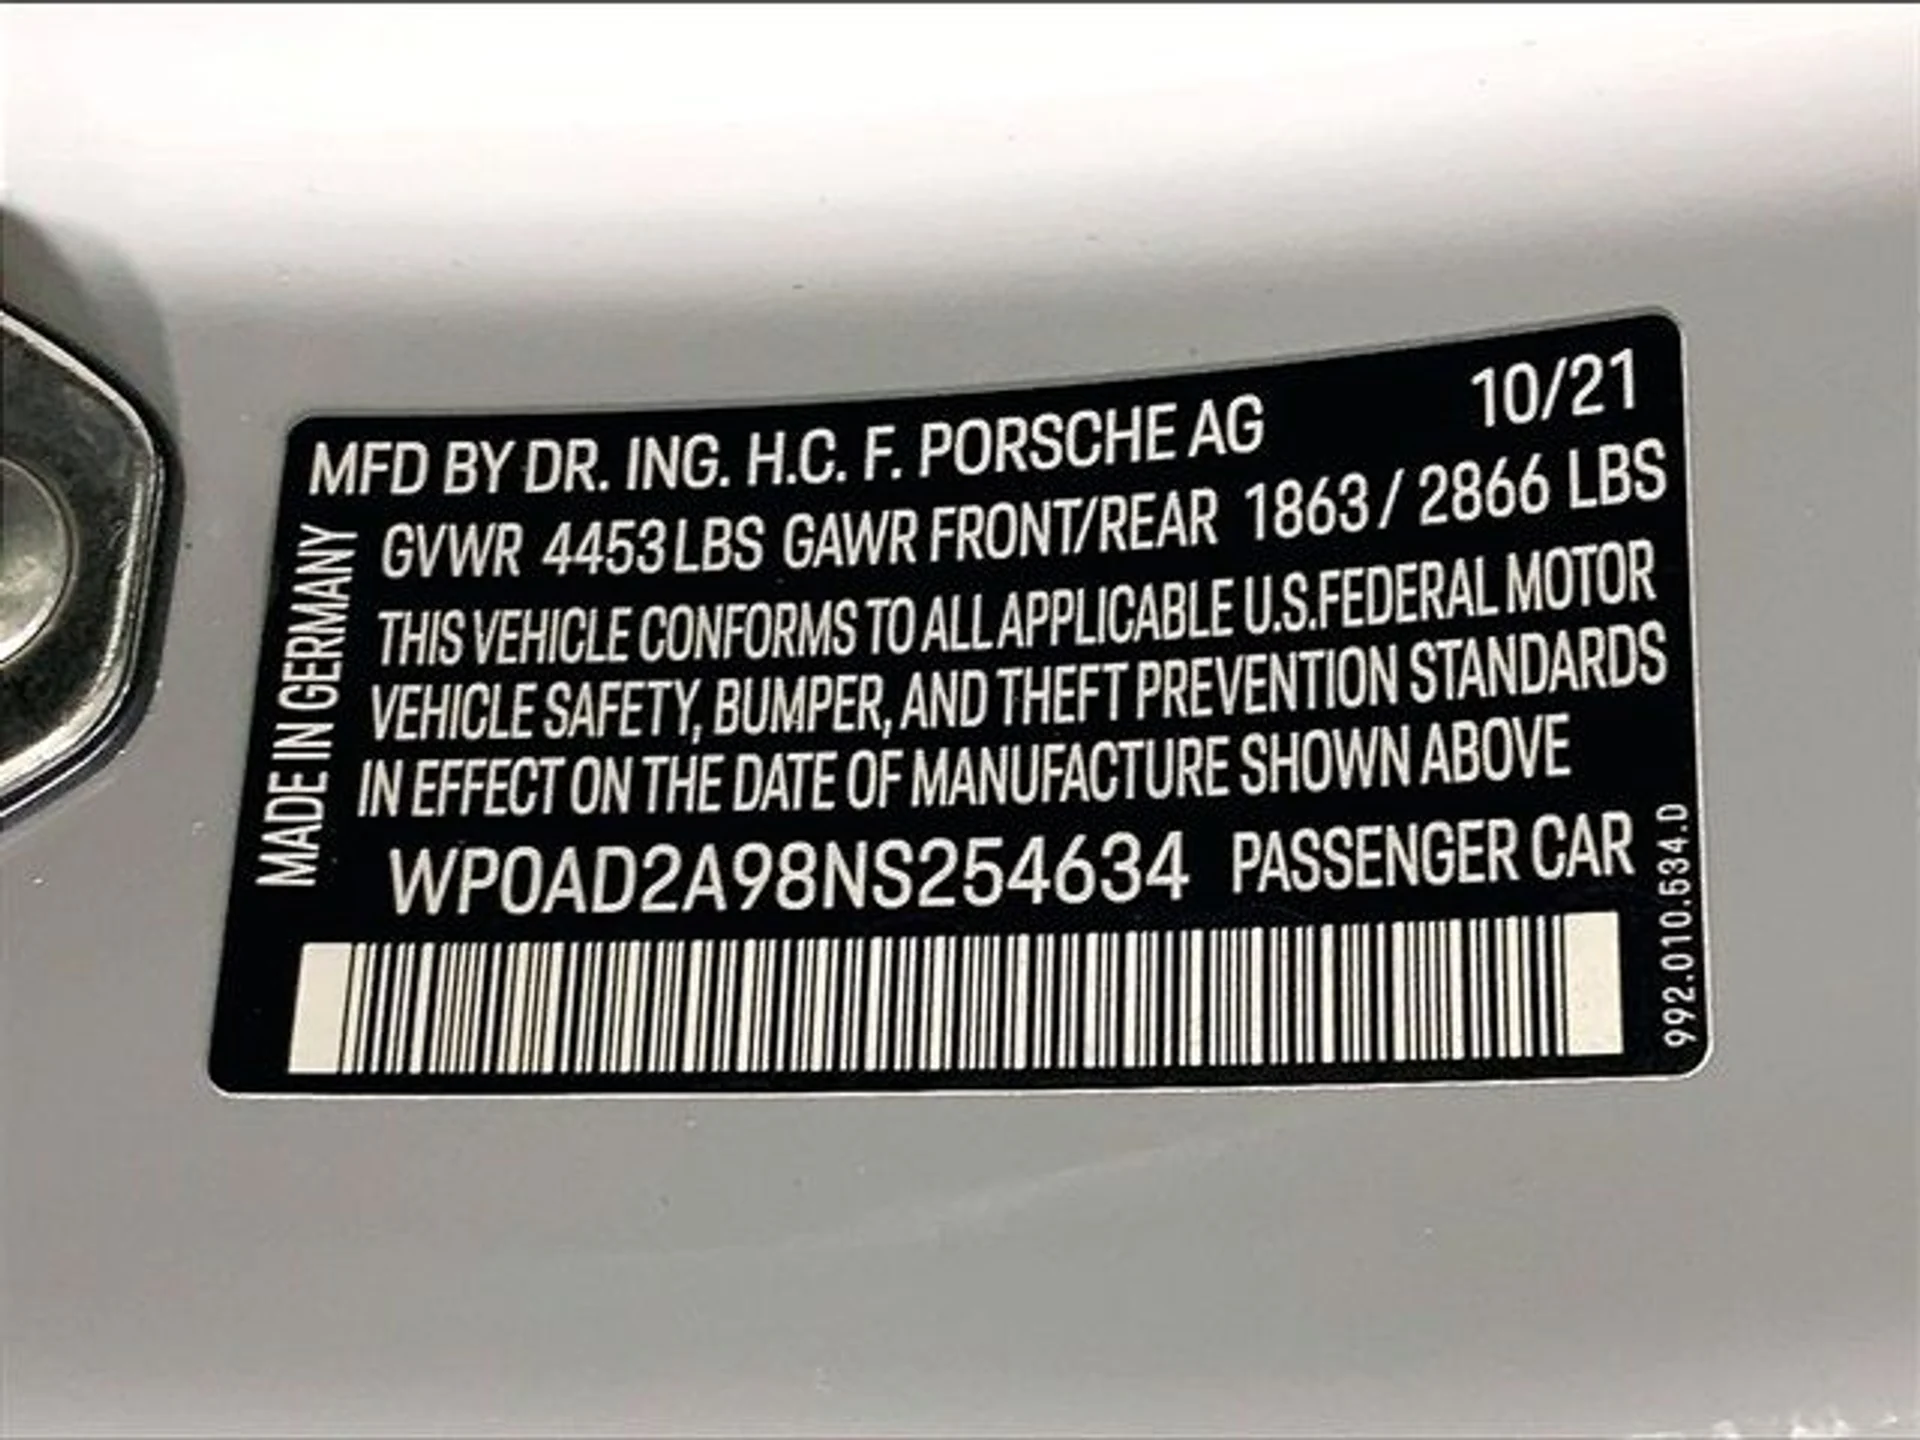 MFD BY DR. ING. H.C. F. PORSCHE AG 10/21
GVWR 4453 LBS GAWR FRONT/REAR 1863 / 2866 LBS
THIS VEHICLE CONFORMS TO ALL APPLICABLE U.S.FEDERAL MOTOR
VEHICLE SAFETY, BUMPER, AND THEFT PREVENTION STANDARDS
IN EFFECT ON THE DATE OF MANUFACTURE SHOWN ABOVE
WP0AD2A98NS254634 PASSENGER CAR
MADE IN GERMANY
992.010.534.D